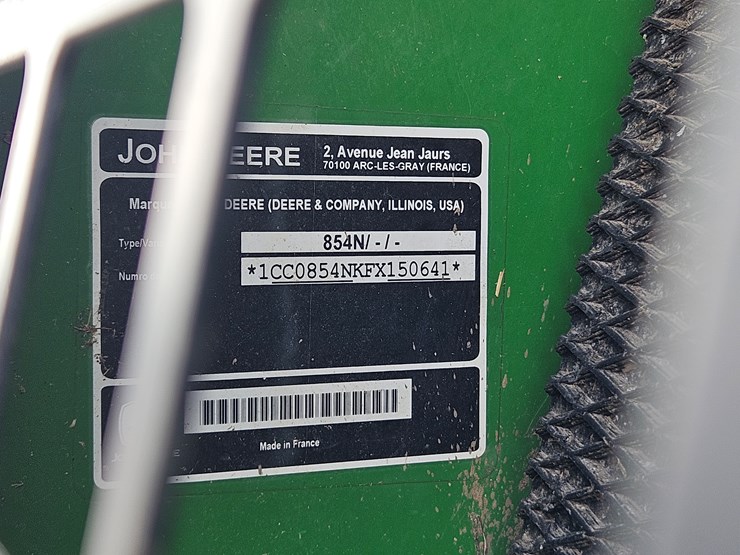 JOH EERE
2, Avenue Jean Jaurs
70100 ARC-LES-GRAY (FRANCE)
Marqu DEERE (DEERE & COMPANY, ILLINOIS, USA)
Type/Va 854N/ - / -
Numro *1CC0854NKFX150641*
Made in France